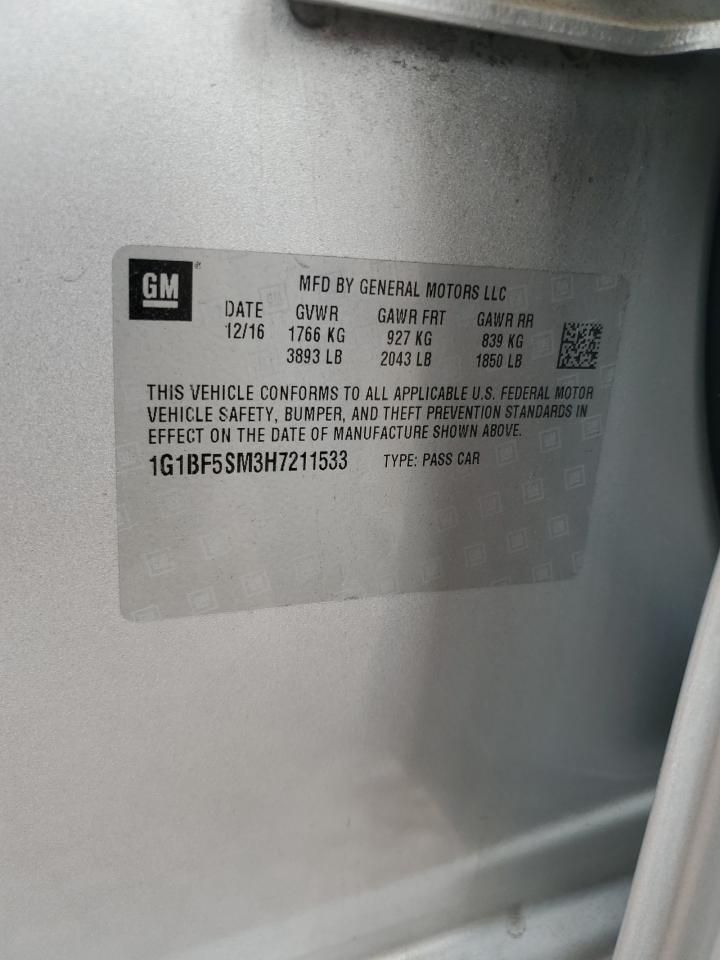 GM
MFD BY GENERAL MOTORS LLC
DATE GVWR GAWR FRT GAWR RR
12/16 1766 KG 927 KG 839 KG
3893 LB 2043 LB 1850 LB
THIS VEHICLE CONFORMS TO ALL APPLICABLE U.S. FEDERAL MOTOR
VEHICLE SAFETY, BUMPER, AND THEFT PREVENTION STANDARDS IN
EFFECT ON THE DATE OF MANUFACTURE SHOWN ABOVE.
1G1BF5SM3H7211533 TYPE: PASS CAR